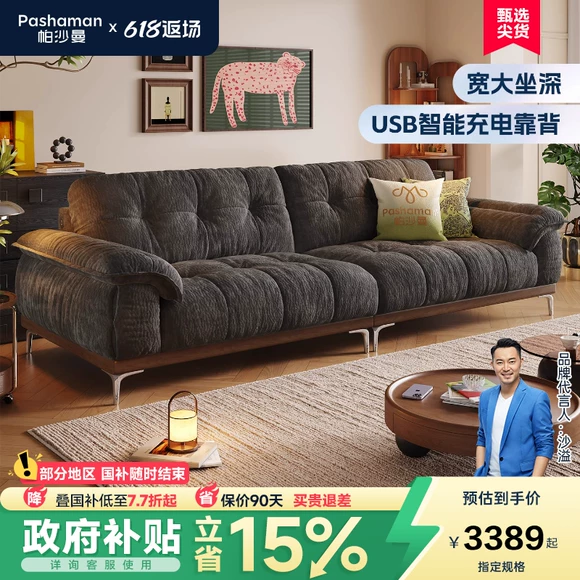 Pashaman
帕沙曼
x 618返场
甄选
尖货
宽大坐深
USB智能充电靠背
Pashaman
帕沙曼
品牌代言人·沙溢
部分地区 国补随时结束
降 叠国补低至7.7折起 省 保价90天 买贵退差
政府补贴
详询客服使用
立省15%
预估到手价
¥3389起
指定规格